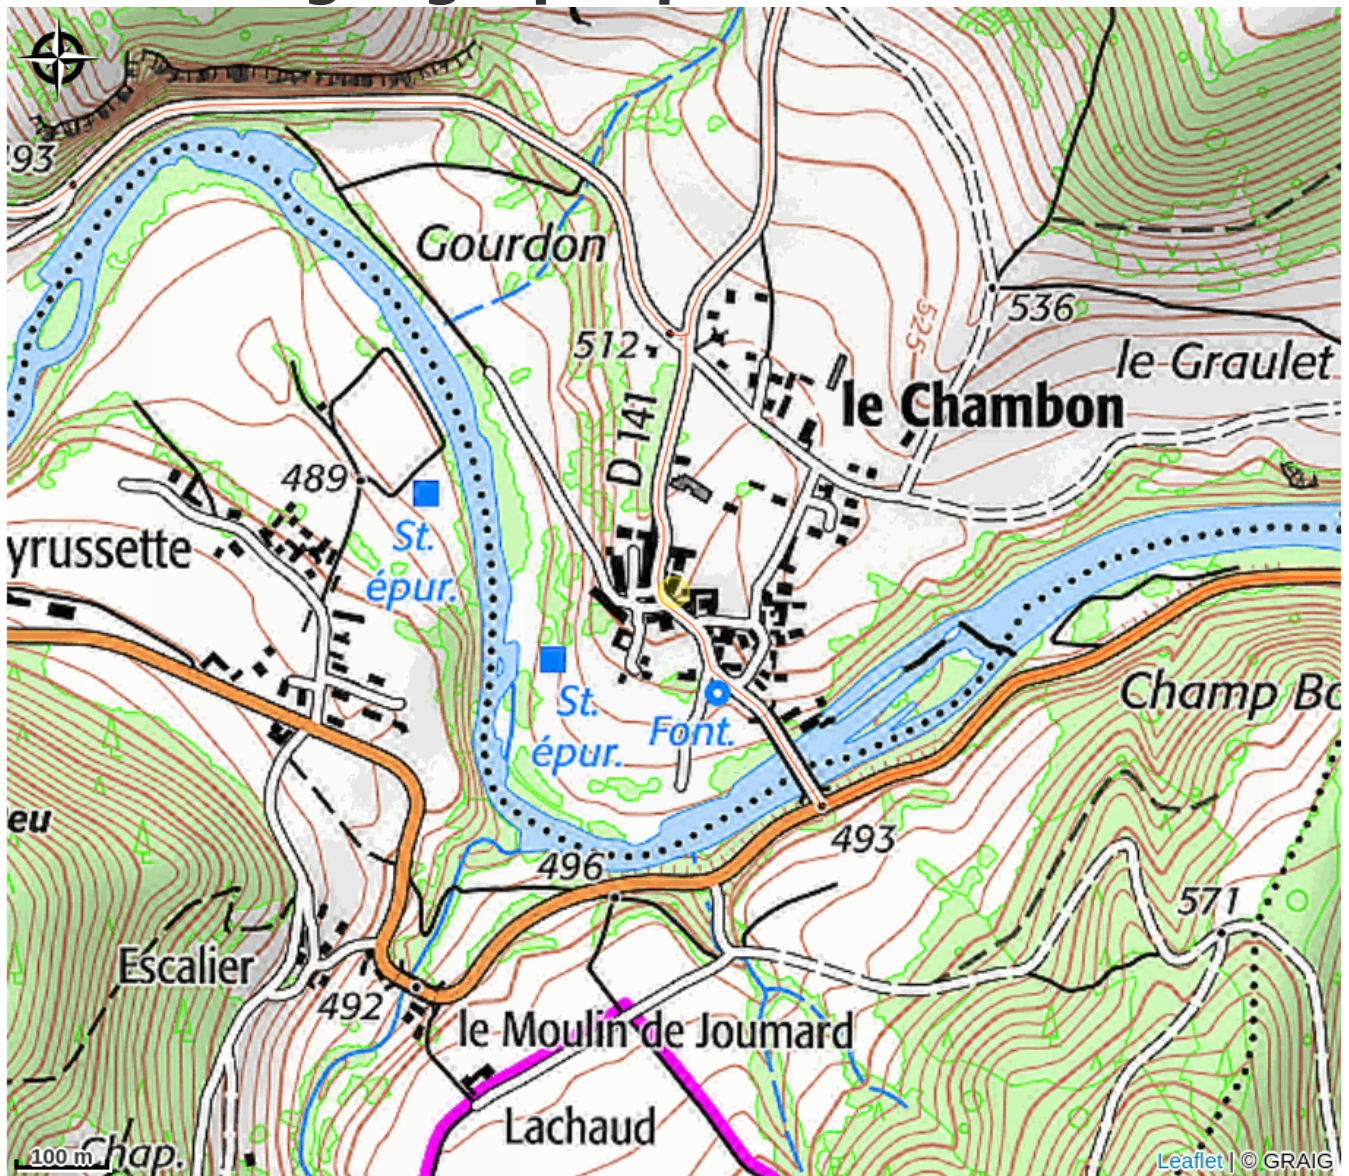 93
Gourdon
512
536
525
le Graulet
le Chambon
D 141
489
St.
épur.
yrussette
St.
épur.
Font.
Champ Bo
493
496
eu
571
Escalier
492
le Moulin de Joumard
Lachaud
Chap.
100 m
Leaflet | © GRAIG